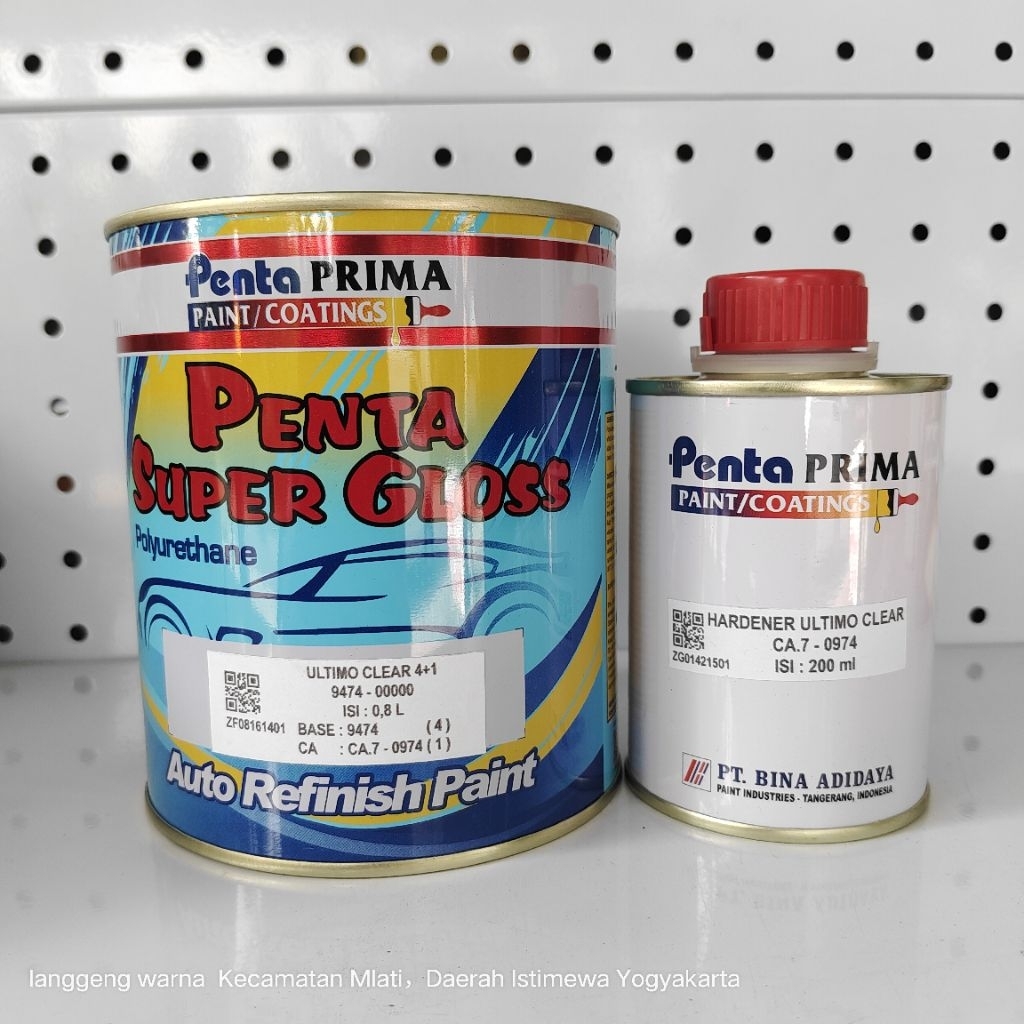 Penta PRIMA
PAINT/COATINGS
PENTA
SUPER GLOSS
Polyurethane
ULTIMO CLEAR 4+1
9474 - 00000
ISI : 0,8 L
ZF08161401
BASE : 9474 (4)
CA : CA.7 - 0974 (1)
Auto Refinish Paint
Penta PRIMA
PAINT/COATINGS
HARDENER ULTIMO CLEAR
CA.7 - 0974
ZG01421501
ISI : 200 ml
PT. BINA ADIDAYA
PAINT INDUSTRIES - TANGERANG, INDONESIA
langgeng warna Kecamatan Mlati, Daerah Istimewa Yogyakarta